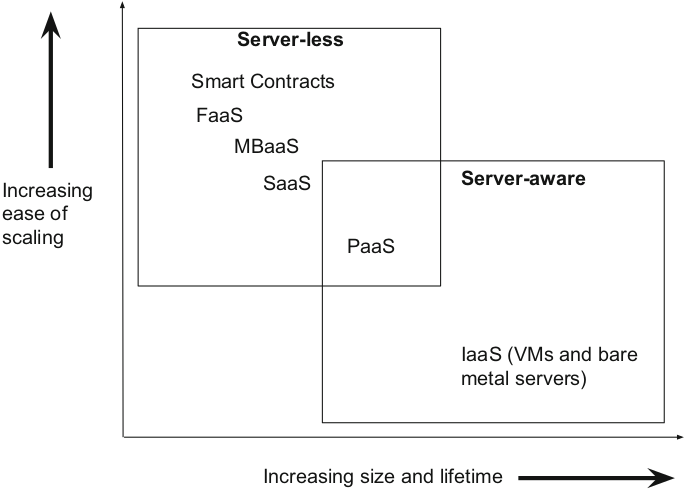 Server-less
Smart Contracts
FaaS
MBaaS
SaaS
Server-aware
PaaS
IaaS (VMs and bare
metal servers)
Increasing
ease of
scaling
Increasing size and lifetime